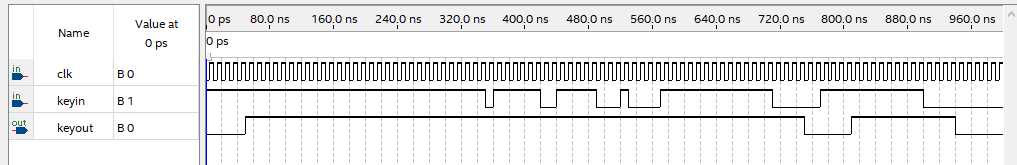 Name
Value at
0 ps
0 ps 80.0 ns 160.0 ns 240.0 ns 320.0 ns 400.0 ns 480.0 ns 560.0 ns 640.0 ns 720.0 ns 800.0 ns 880.0 ns 960.0 ns
0 ps
in clk B 0
in keyin B 1
out keyout B 0